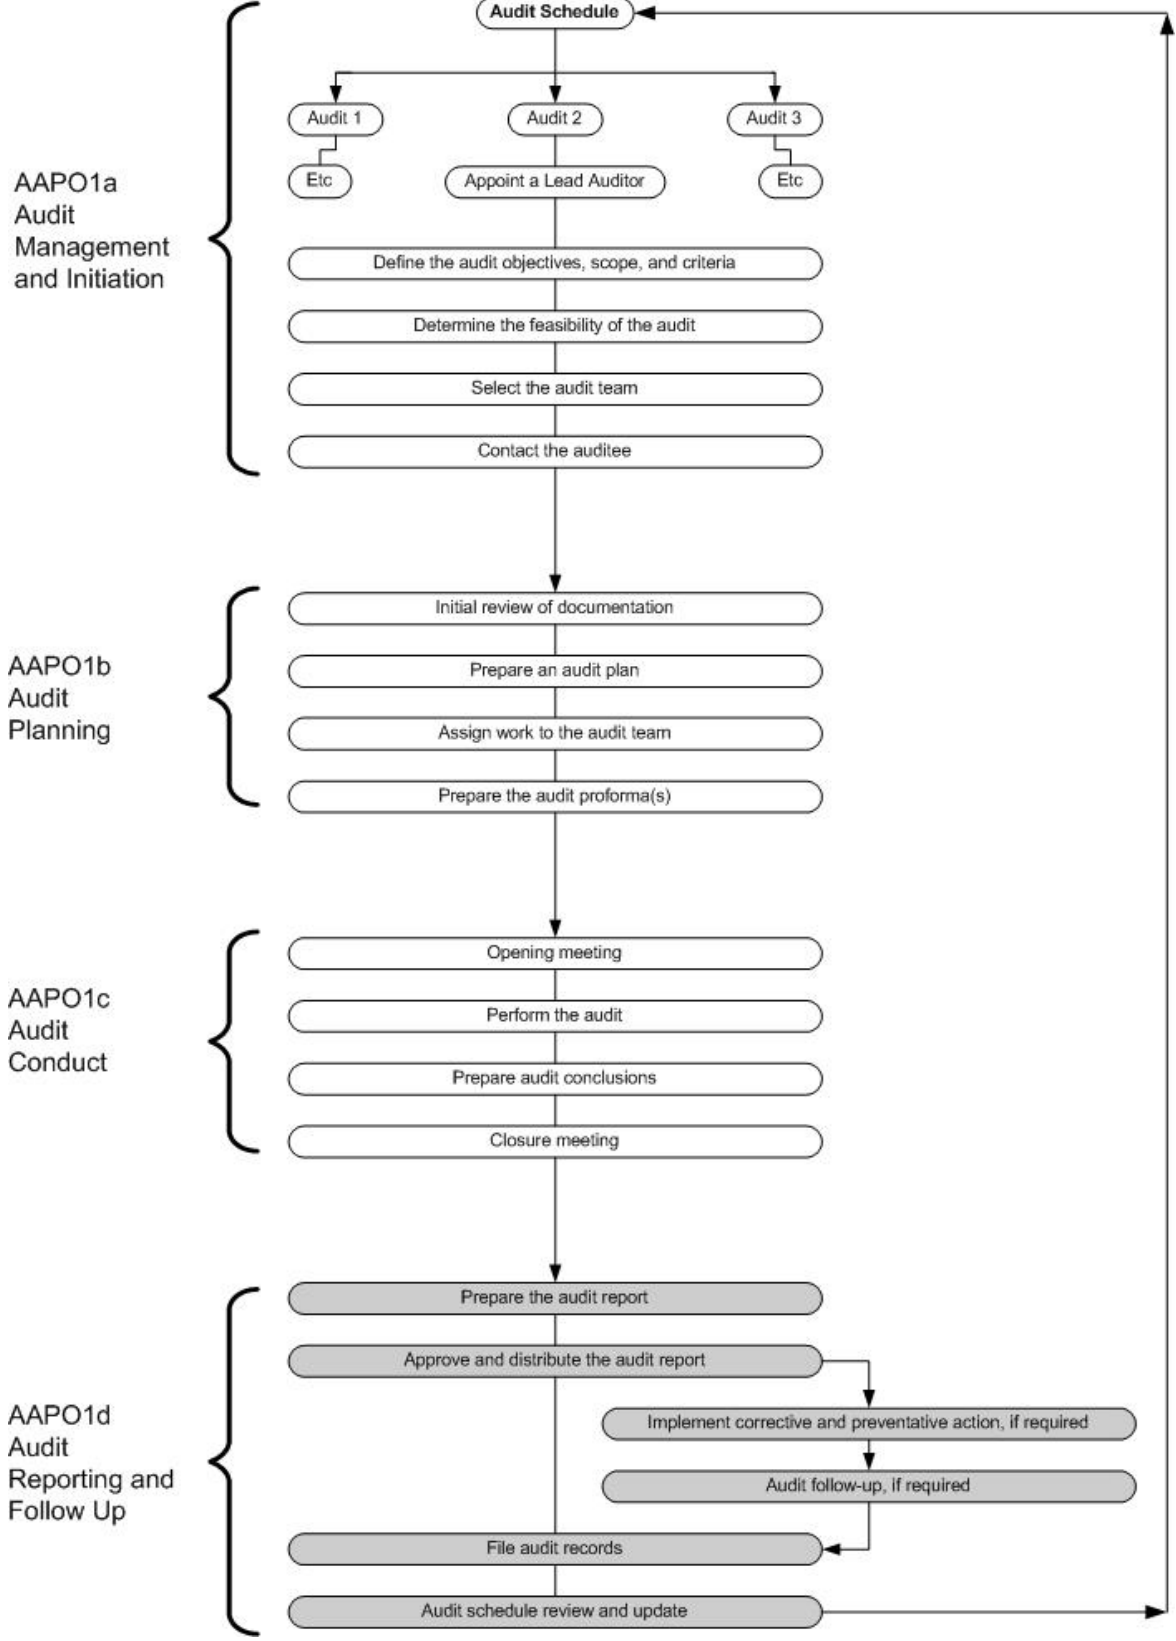 Audit Schedule
Audit 1
Audit 2
Audit 3
Etc
Appoint a Lead Auditor
Etc
AAPO1a
Audit
Management
and Initiation
Define the audit objectives, scope, and criteria
Determine the feasibility of the audit
Select the audit team
Contact the auditee
AAPO1b
Audit
Planning
Initial review of documentation
Prepare an audit plan
Assign work to the audit team
Prepare the audit proforma(s)
AAPO1c
Audit
Conduct
Opening meeting
Perform the audit
Prepare audit conclusions
Closure meeting
AAPO1d
Audit
Reporting and
Follow Up
Prepare the audit report
Approve and distribute the audit report
Implement corrective and preventative action, if required
Audit follow-up, if required
File audit records
Audit schedule review and update